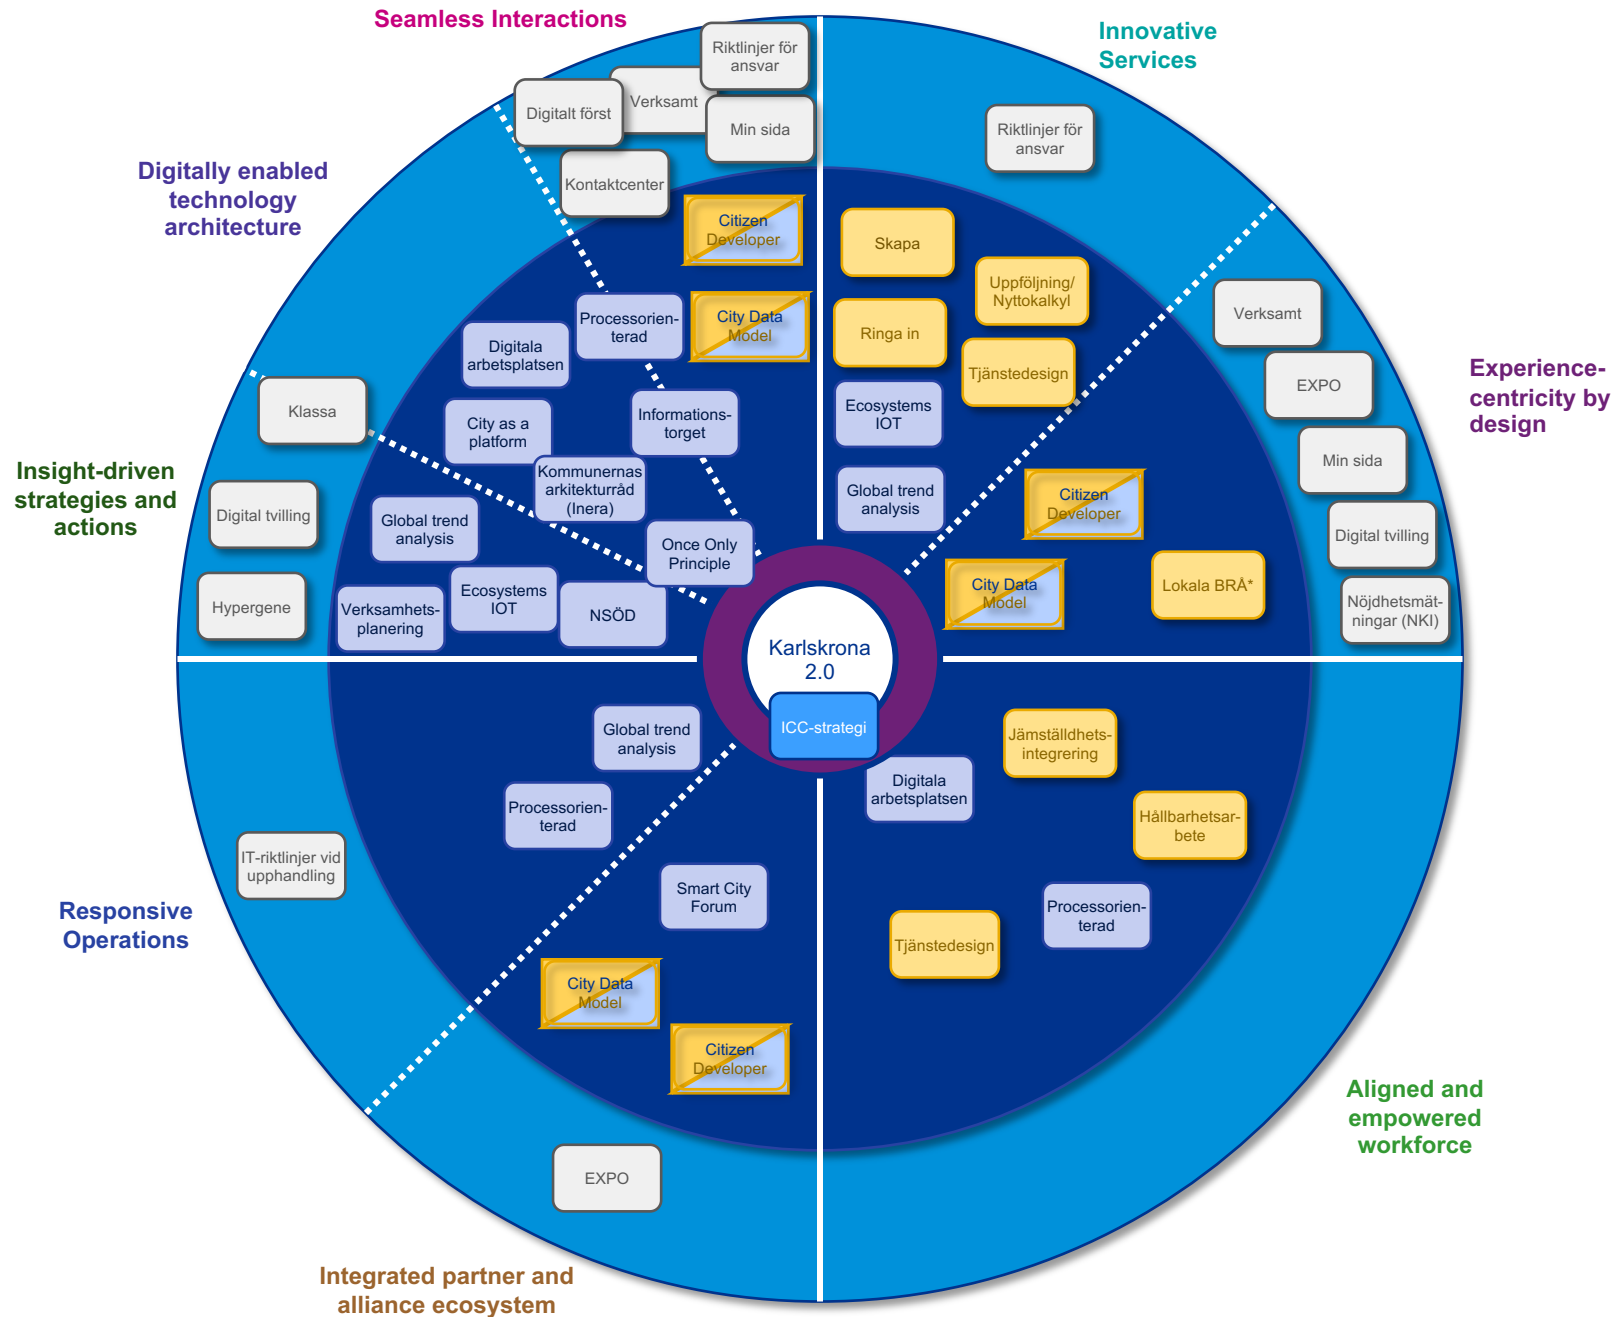 Seamless Interactions
Innovative
Services
Riktlinjer för
ansvar
Verksamt
Digitalt först
Min sida
Kontaktcenter
Riktlinjer för
ansvar
Digitally enabled
technology
architecture
Citizen
Developer
Skapa
Uppföljning/
Nyttokalkyl
Processorien-
terad
City Data
Model
Ringa in
Verksamt
Digitala
arbetsplatsen
Tjänstedesign
EXPO
Experience-
centricity by
design
Klassa
City as a
platform
Informations-
torget
Ecosystems
IOT
Min sida
Insight-driven
strategies and
actions
Kommunernas
arkitekturråd
(Inera)
Global trend
analysis
Citizen
Developer
Digital tvilling
Global trend
analysis
Once Only
Principle
Digital tvilling
Hypergene
Verksamhets-
planering
Ecosystems
IOT
NSÖD
City Data
Model
Lokala BRÅ*
Nöjdhetsmät-
ningar (NKI)
Karlskrona
2.0
ICC-strategi
Global trend
analysis
Jämställdhets-
integrering
Processorien-
terad
Digitala
arbetsplatsen
Hållbarhetsar-
bete
IT-riktlinjer vid
upphandling
Smart City
Forum
Processorien-
terad
Responsive
Operations
Tjänstedesign
City Data
Model
Citizen
Developer
Aligned and
empowered
workforce
EXPO
Integrated partner and
alliance ecosystem